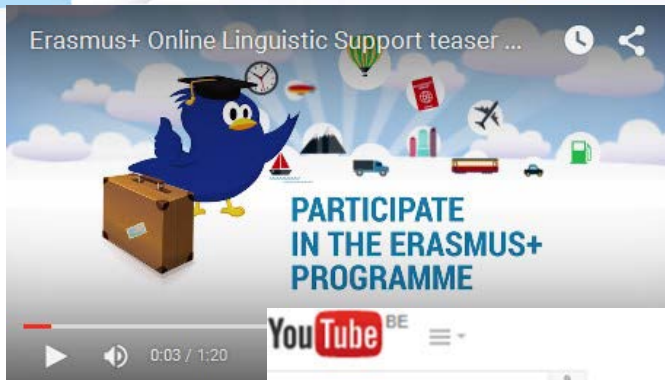 Erasmus+ Online Linguistic Support teaser ...
PARTICIPATE
IN THE ERASMUS+
PROGRAMME
0:03 / 1:20
YouTube BE